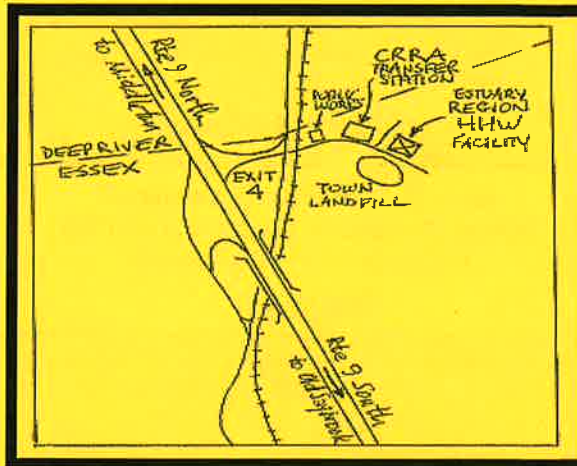 Rte 9 North
to Middletown
CRRA
TRANSFER
STATION
PUBLIC
WORKS
ESTUARY
REGION
HHW
FACILITY
DEEP RIVER
ESSEX
EXIT
4
TOWN
LANDFILL
Rte 9 South
to Old Saybrook